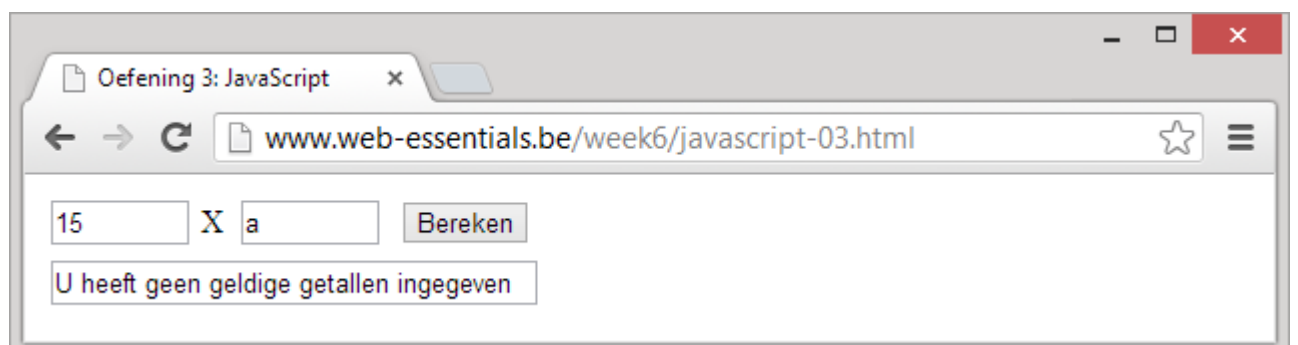 Oefening 3: JavaScript
www.web-essentials.be/week6/javascript-03.html
15 X a Bereken
U heeft geen geldige getallen ingegeven